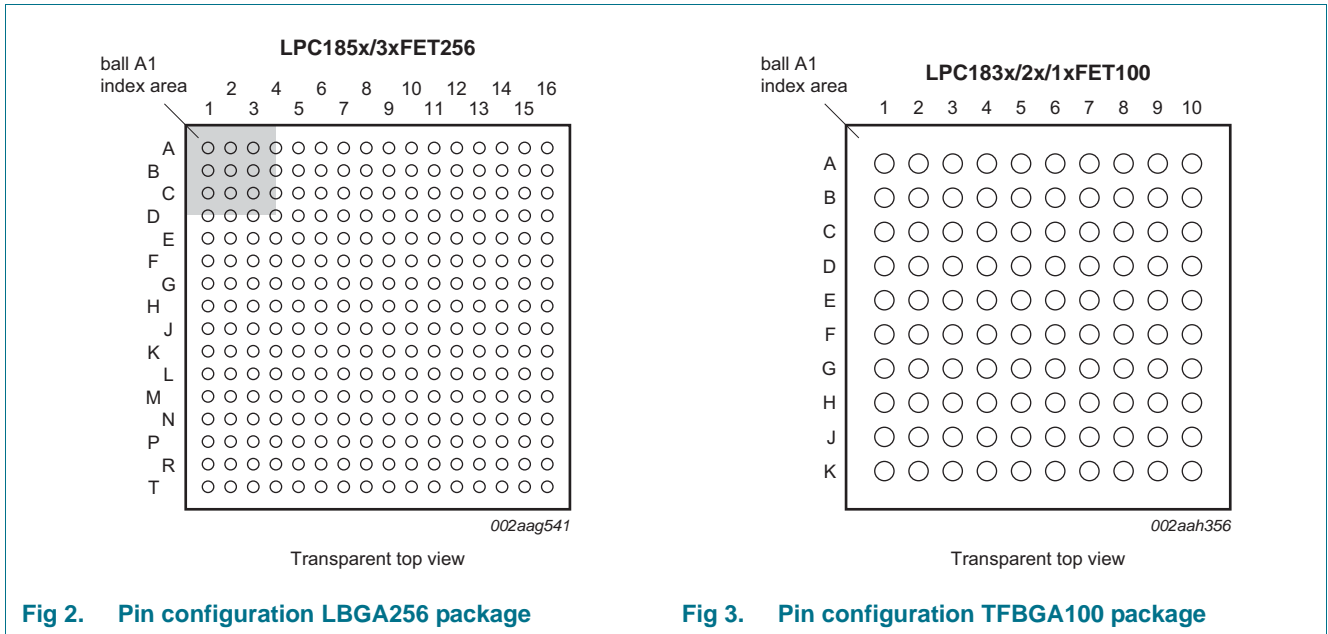 LPC185x/3xFET256
ball A1
index area
2 4 6 8 10 12 14 16
1 3 5 7 9 11 13 15
A
B
C
D
E
F
G
H
J
K
L
M
N
P
R
T
002aag541
Transparent top view
Fig 2. Pin configuration LBGA256 package
LPC183x/2x/1xFET100
ball A1
index area
1 2 3 4 5 6 7 8 9 10
A
B
C
D
E
F
G
H
J
K
002aah356
Transparent top view
Fig 3. Pin configuration TFBGA100 package